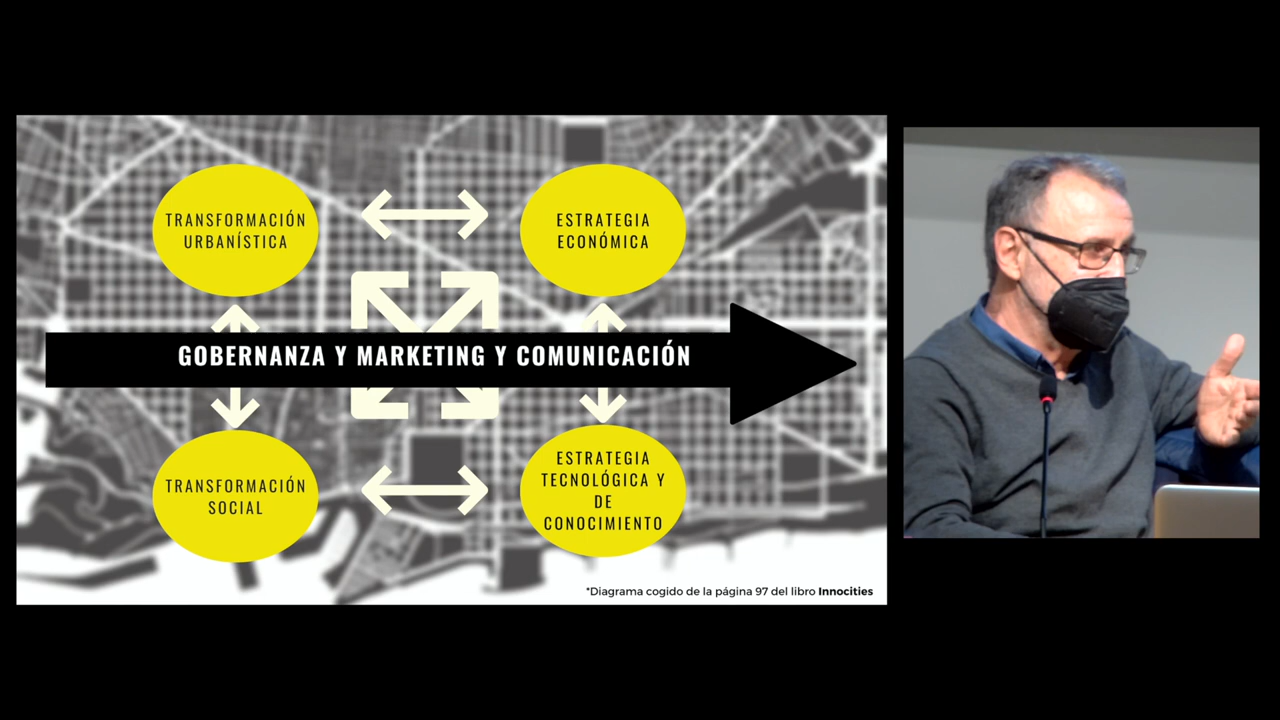 TRANSFORMACIÓN
URBANÍSTICA
ESTRATEGIA
ECONÓMICA
GOBERNANZA Y MARKETING Y COMUNICACIÓN
TRANSFORMACIÓN
SOCIAL
ESTRATEGIA
TECNOLÓGICA Y
DE
CONOCIMIENTO
*Diagrama cogido de la página 97 del libro Innocities